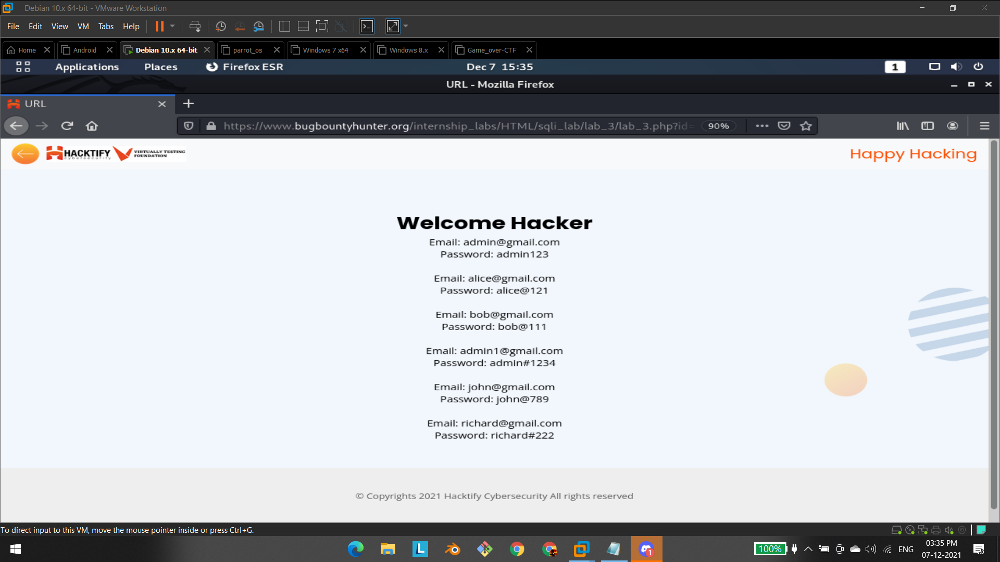 Debian 10.x 64-bit - VMware Workstation
File Edit View VM Tabs Help
Home Android Debian 10.x 64-bit parrot_os Windows 7 x64 Windows 8.x Game_over-CTF
Applications Places Firefox ESR Dec 7 15:35 1
URL - Mozilla Firefox
URL
https://www.bugbountyhunter.org/internship_labs/HTML/sqli_lab/lab_3/lab_3.php?id= 90%
HACKTIFY
cybersecurity
VIRTUALLY TESTING
FOUNDATION
Happy Hacking
Welcome Hacker
Email: admin@gmail.com
Password: admin123
Email: alice@gmail.com
Password: alice@121
Email: bob@gmail.com
Password: bob@111
Email: admin1@gmail.com
Password: admin#1234
Email: john@gmail.com
Password: john@789
Email: richard@gmail.com
Password: richard#222
© Copyrights 2021 Hacktify Cybersecurity All rights reserved
To direct input to this VM, move the mouse pointer inside or press Ctrl+G.
L
1
100%
ENG
03:35 PM
07-12-2021